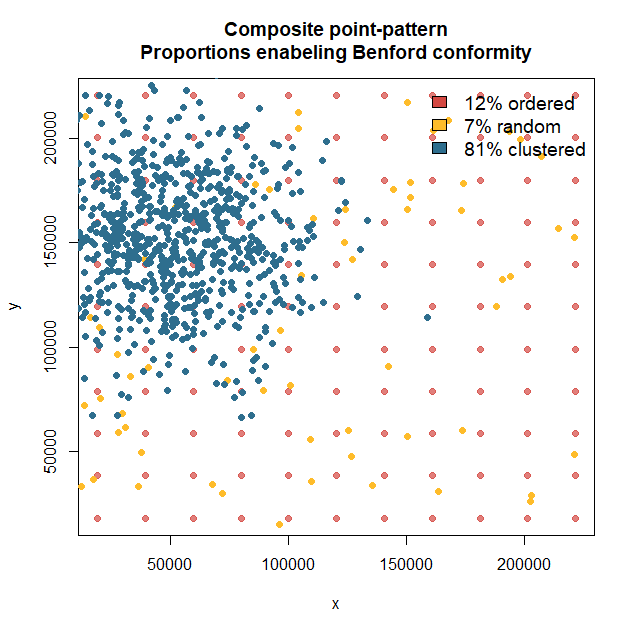 Composite point-pattern
Proportions enabeling Benford conformity
12% ordered
7% random
81% clustered
200000
150000
100000
50000
y
50000 100000 150000 200000
x